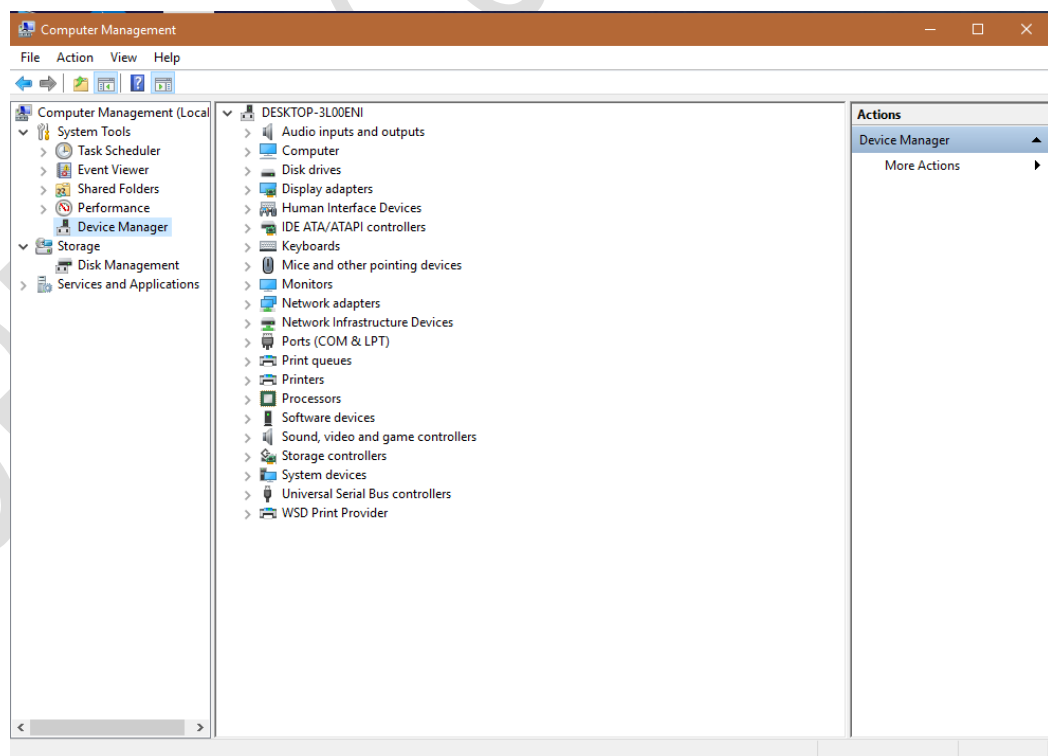 Computer Management
File Action View Help
Computer Management (Local
System Tools
Task Scheduler
Event Viewer
Shared Folders
Performance
Device Manager
Storage
Disk Management
Services and Applications
DESKTOP-3L00ENI
Audio inputs and outputs
Computer
Disk drives
Display adapters
Human Interface Devices
IDE ATA/ATAPI controllers
Keyboards
Mice and other pointing devices
Monitors
Network adapters
Network Infrastructure Devices
Ports (COM & LPT)
Print queues
Printers
Processors
Software devices
Sound, video and game controllers
Storage controllers
System devices
Universal Serial Bus controllers
WSD Print Provider
Actions
Device Manager
More Actions